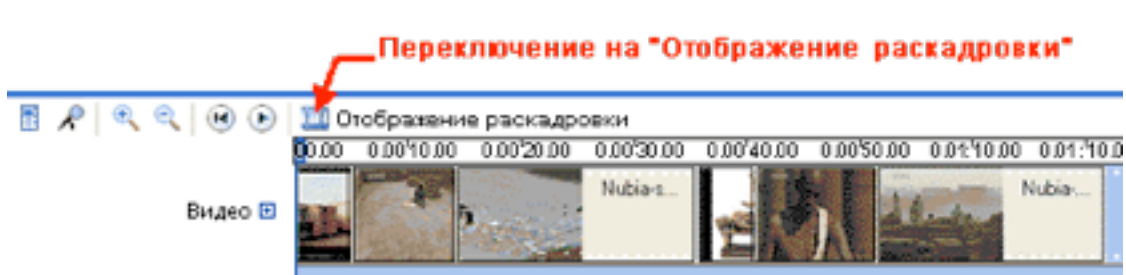 Переключение на "Отображение раскадровки"
Отображение раскадровки
00.00 0.00'10.00 0.00'20.00 0.00'30.00 0.00'40.00 0.00'50.00 0.01:'10.00 0.01:'10.0
Nubia-s... Nubia-...
Видео